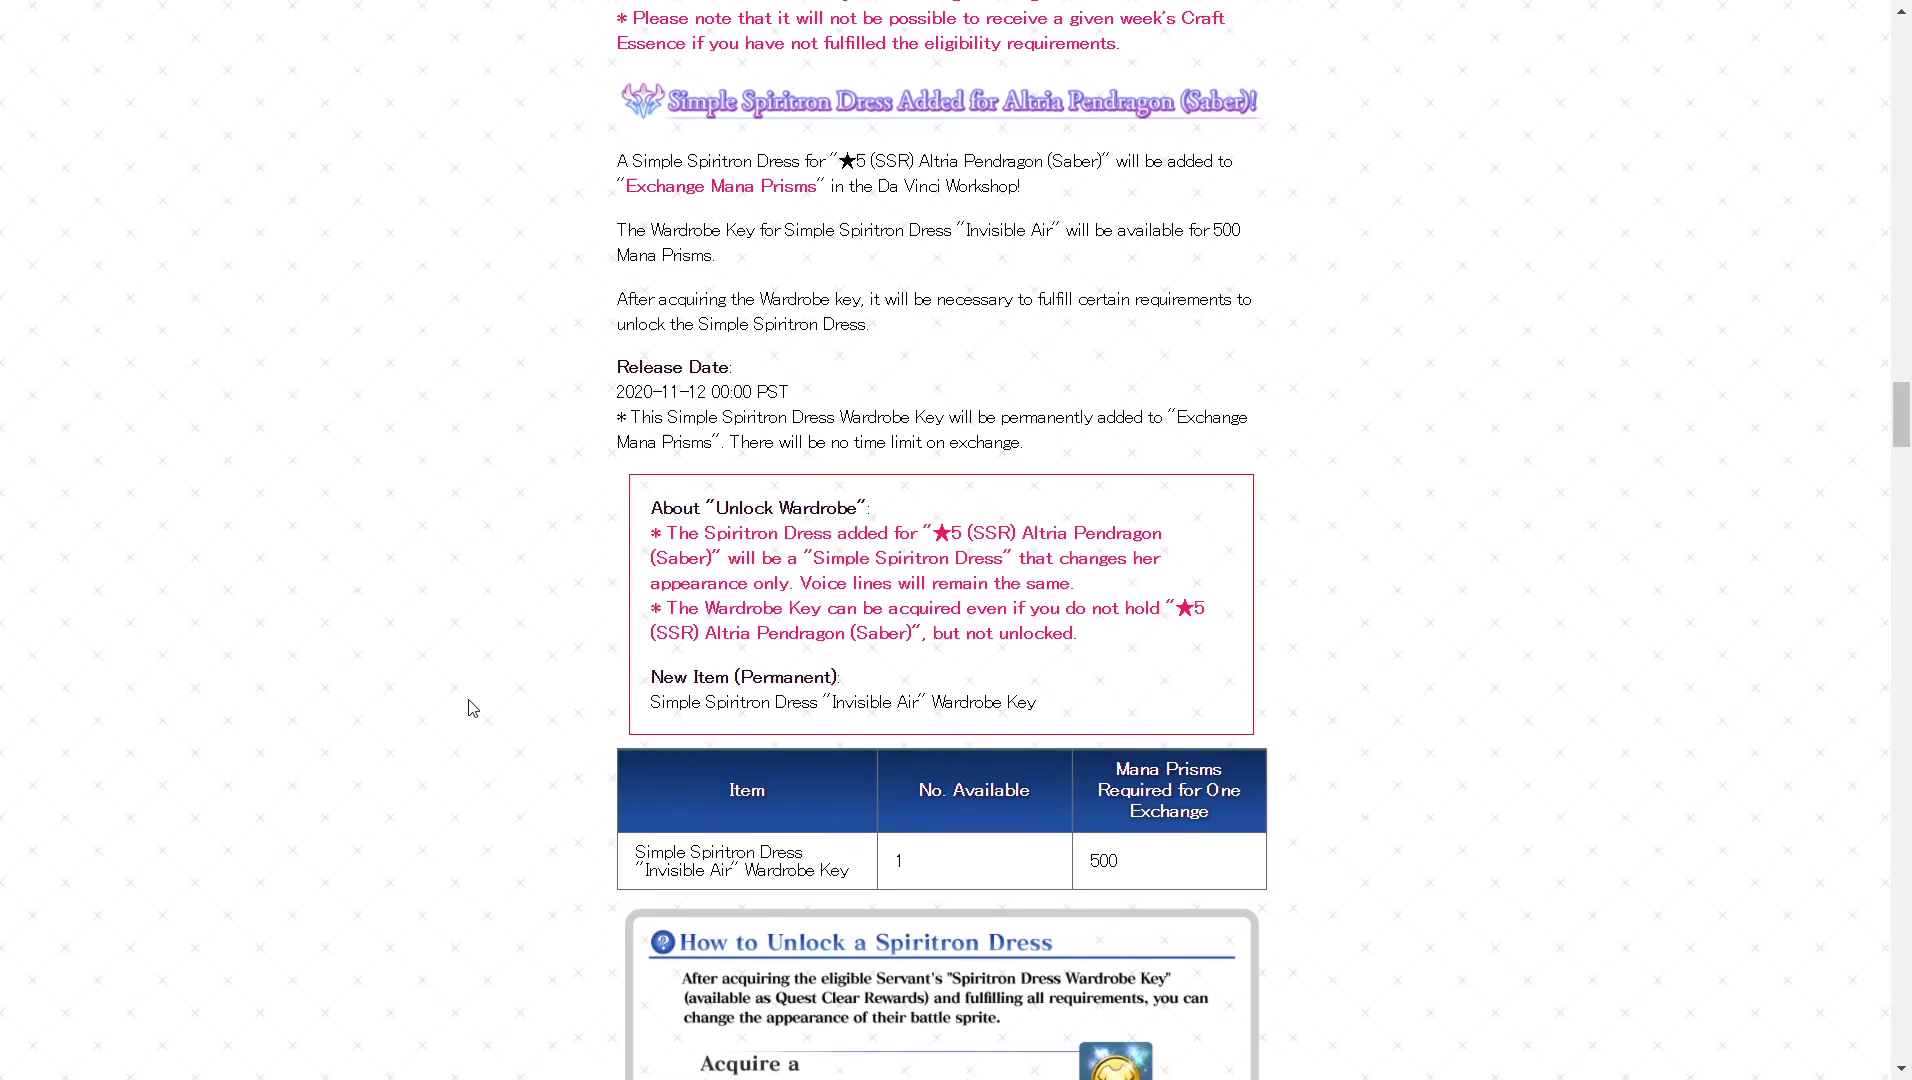 * Please note that it will not be possible to receive a given week's Craft
Essence if you have not fulfilled the eligibility requirements.
Simple Spiritron Dress Added for Altria Pendragon (Saber)!
A Simple Spiritron Dress for "★5 (SSR) Altria Pendragon (Saber)" will be added to
"Exchange Mana Prisms" in the Da Vinci Workshop!
The Wardrobe Key for Simple Spiritron Dress "Invisible Air" will be available for 500
Mana Prisms.
After acquiring the Wardrobe key, it will be necessary to fulfill certain requirements to
unlock the Simple Spiritron Dress.
Release Date:
2020-11-12 00:00 PST
* This Simple Spiritron Dress Wardrobe Key will be permanently added to "Exchange
Mana Prisms". There will be no time limit on exchange.
About "Unlock Wardrobe":
* The Spiritron Dress added for "★5 (SSR) Altria Pendragon
(Saber)" will be a "Simple Spiritron Dress" that changes her
appearance only. Voice lines will remain the same.
* The Wardrobe Key can be acquired even if you do not hold "★5
(SSR) Altria Pendragon (Saber)", but not unlocked.
New Item (Permanent):
Simple Spiritron Dress "Invisible Air" Wardrobe Key
Item
No. Available
Mana Prisms
Required for One
Exchange
Simple Spiritron Dress
"Invisible Air" Wardrobe Key
1
500
How to Unlock a Spiritron Dress
After acquiring the eligible Servant's "Spiritron Dress Wardrobe Key"
(available as Quest Clear Rewards) and fulfilling all requirements, you can
change the appearance of their battle sprite.
Acquire a